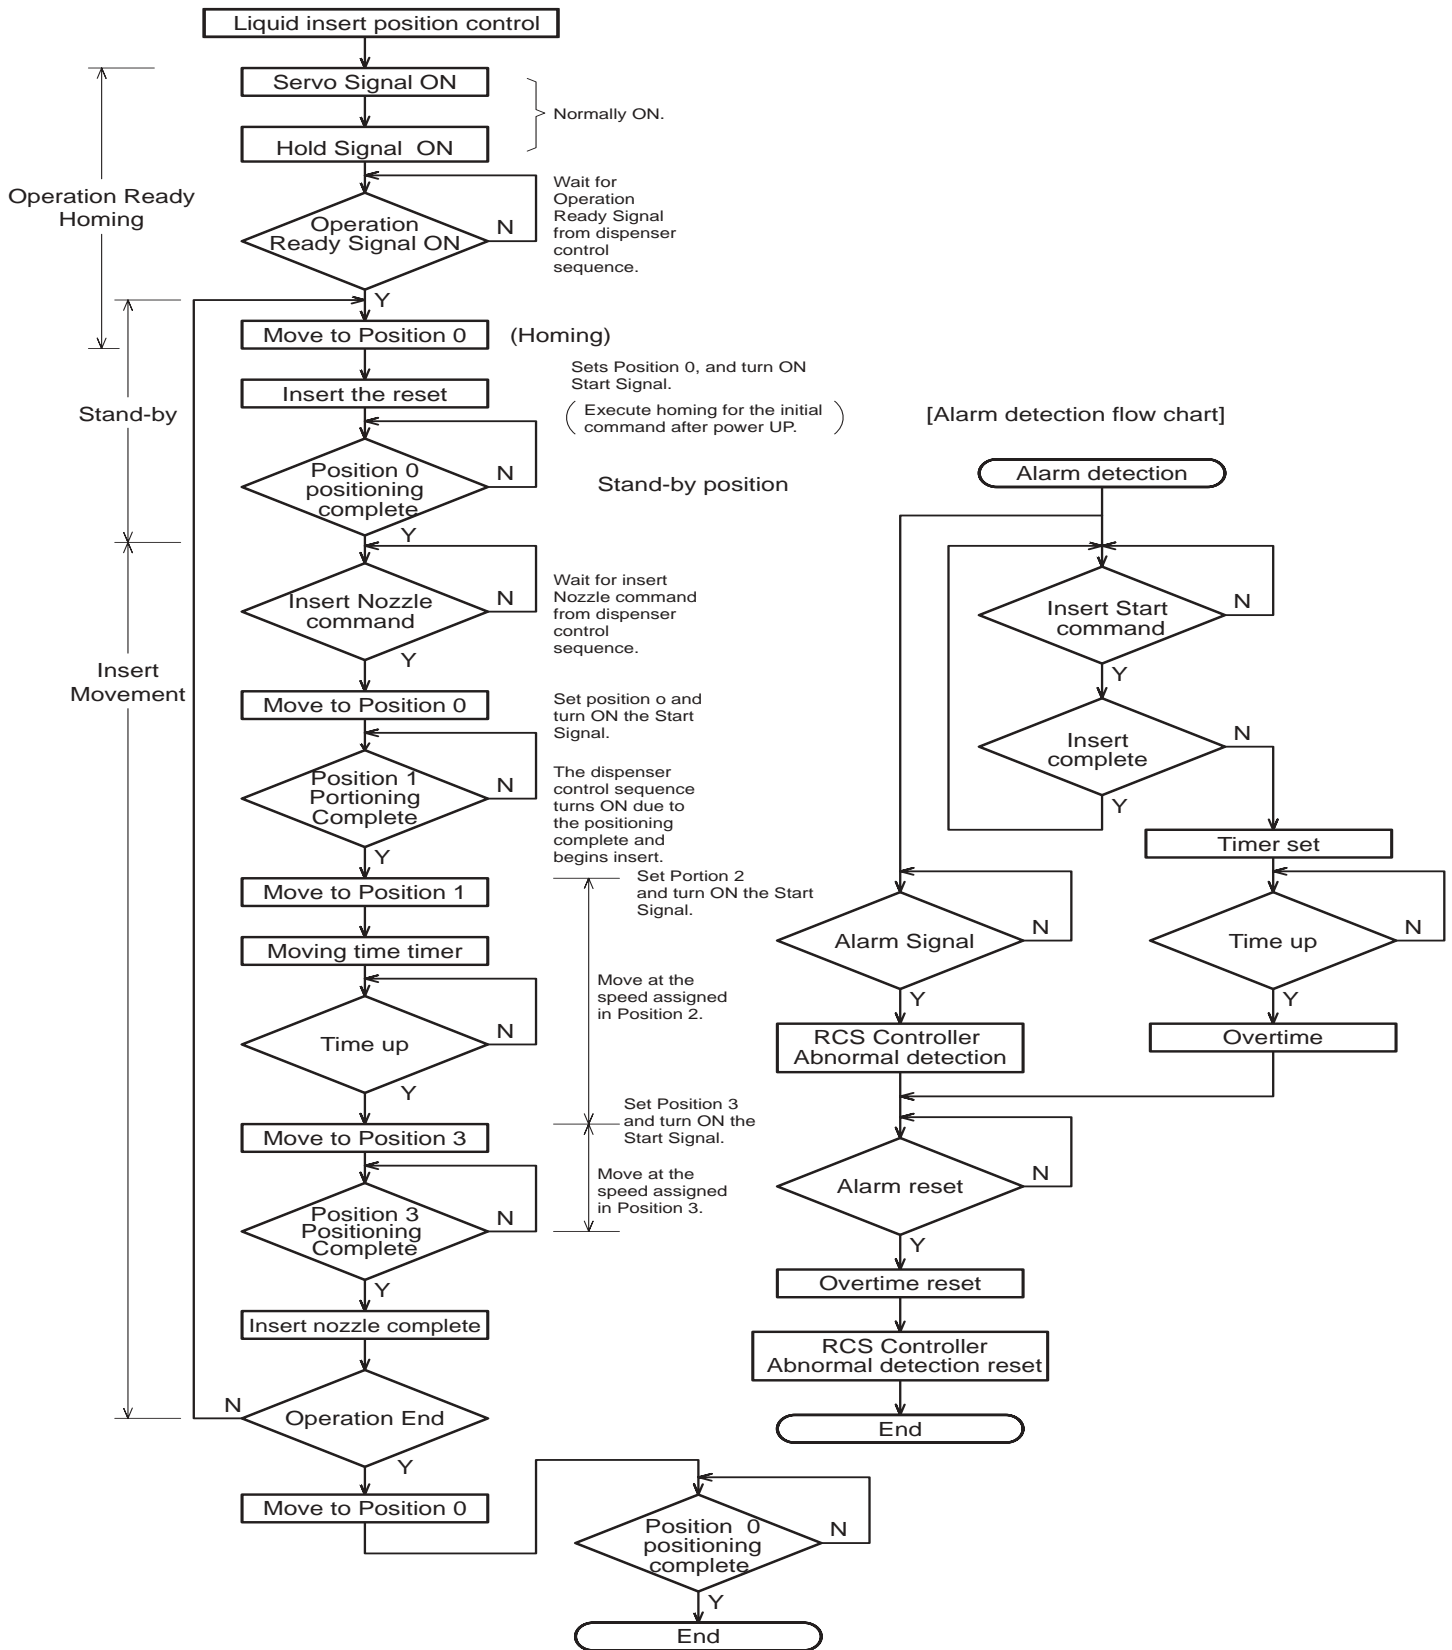 Liquid insert position control
Servo Signal ON
Normally ON.
Hold Signal ON
Operation Ready
Homing
Wait for
Operation
Ready Signal
from dispenser
control
sequence.
Operation
Ready Signal ON
N
Y
Move to Position 0
(Homing)
Sets Position 0, and turn ON
Start Signal.
Insert the reset
Execute homing for the initial
command after power UP.
Stand-by
Position 0
positioning
complete
N
Y
Stand-by position
Insert Nozzle
command
N
Y
Wait for insert
Nozzle command
from dispenser
control
sequence.
Insert
Movement
Move to Position 0
Set position o and
turn ON the Start
Signal.
Position 1
Portioning
Complete
N
Y
The dispenser
control sequence
turns ON due to
the positioning
complete and
begins insert.
Move to Position 1
Set Portion 2
and turn ON the Start
Signal.
Moving time timer
Move at the
speed assigned
in Position 2.
Time up
N
Y
Move to Position 3
Set Position 3
and turn ON the
Start Signal.
Position 3
Positioning
Complete
N
Y
Move at the
speed assigned
in Position 3.
Insert nozzle complete
Operation End
N
Y
Move to Position 0
Position 0
positioning
complete
N
Y
End
[Alarm detection flow chart]
Alarm detection
Insert Start
command
N
Y
Insert
complete
N
Y
Timer set
Alarm Signal
N
Y
Time up
N
Y
RCS Controller
Abnormal detection
Overtime
Alarm reset
N
Y
Overtime reset
RCS Controller
Abnormal detection reset
End